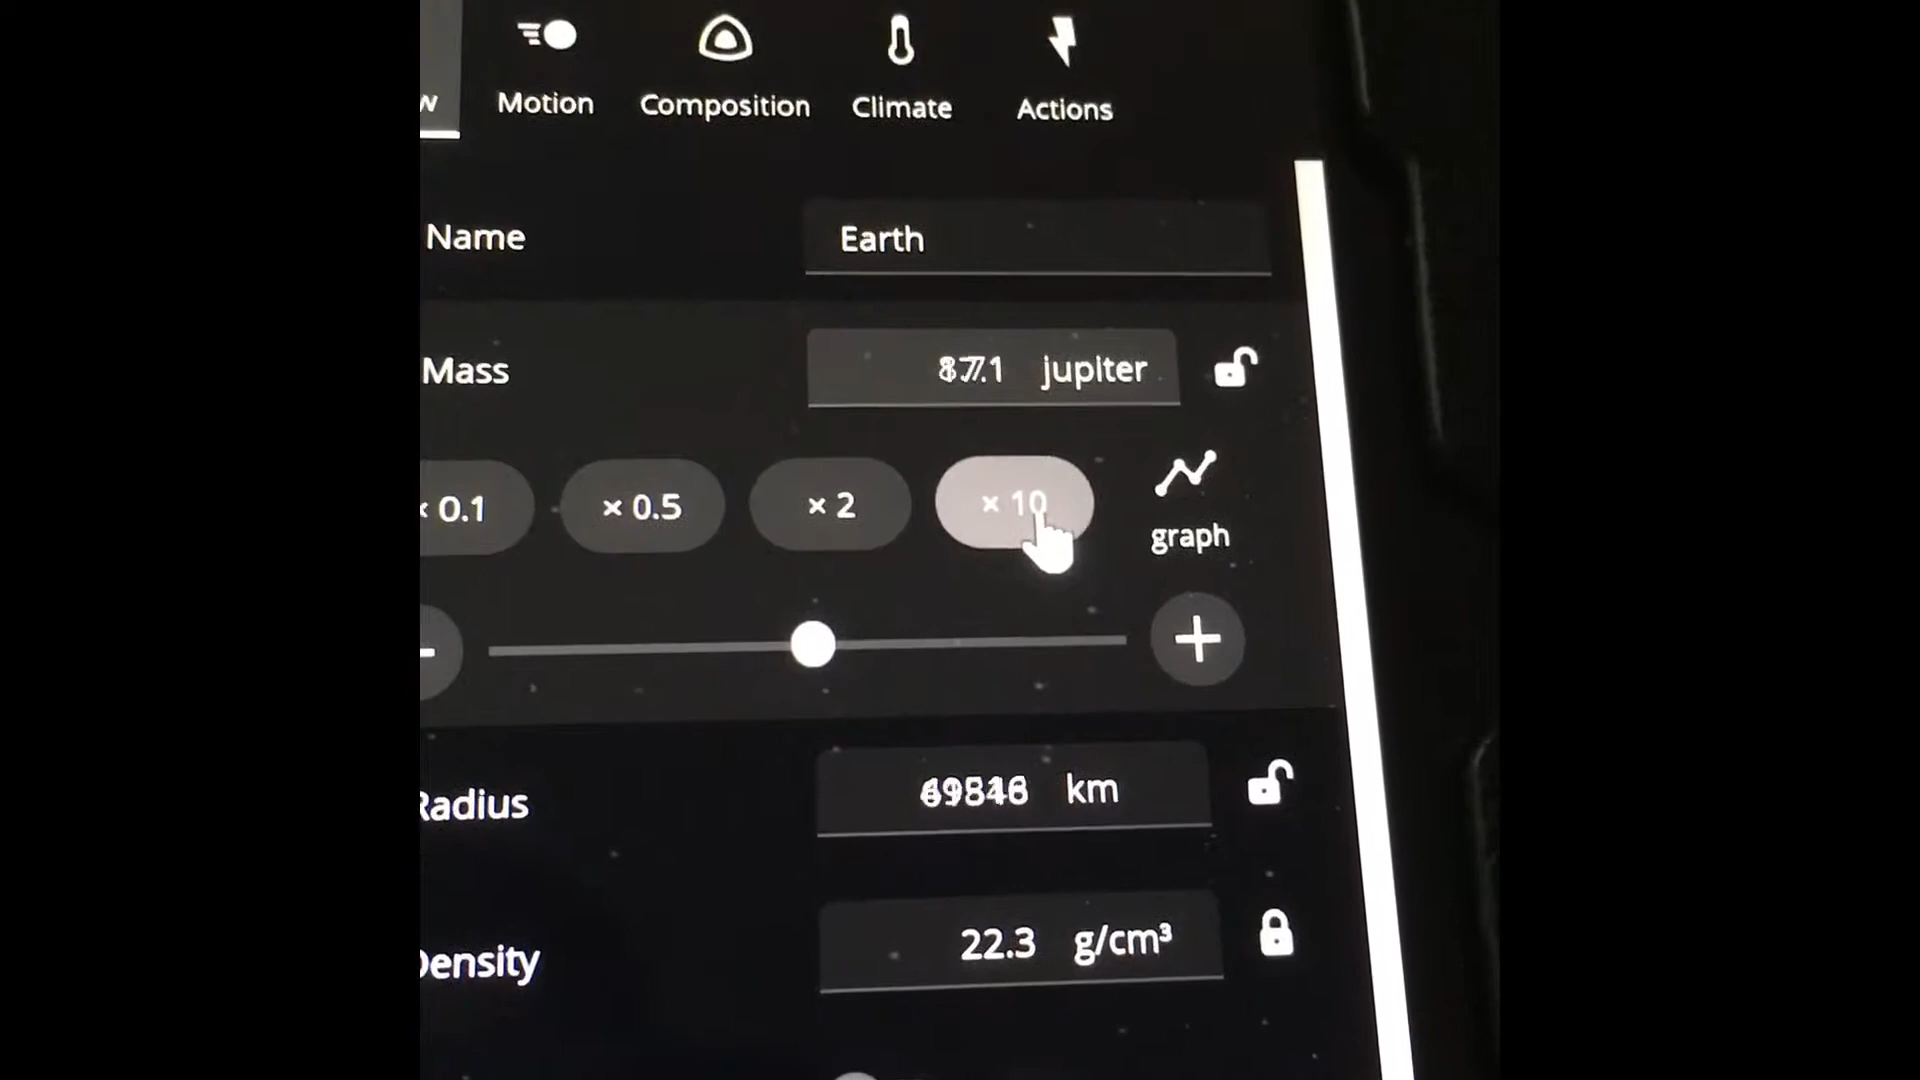 w Motion Composition Climate Actions
Name Earth
Mass jupiter
× 0.1 × 0.5 × 2 × 10
graph
Radius km
Density 22.3 g/cm³